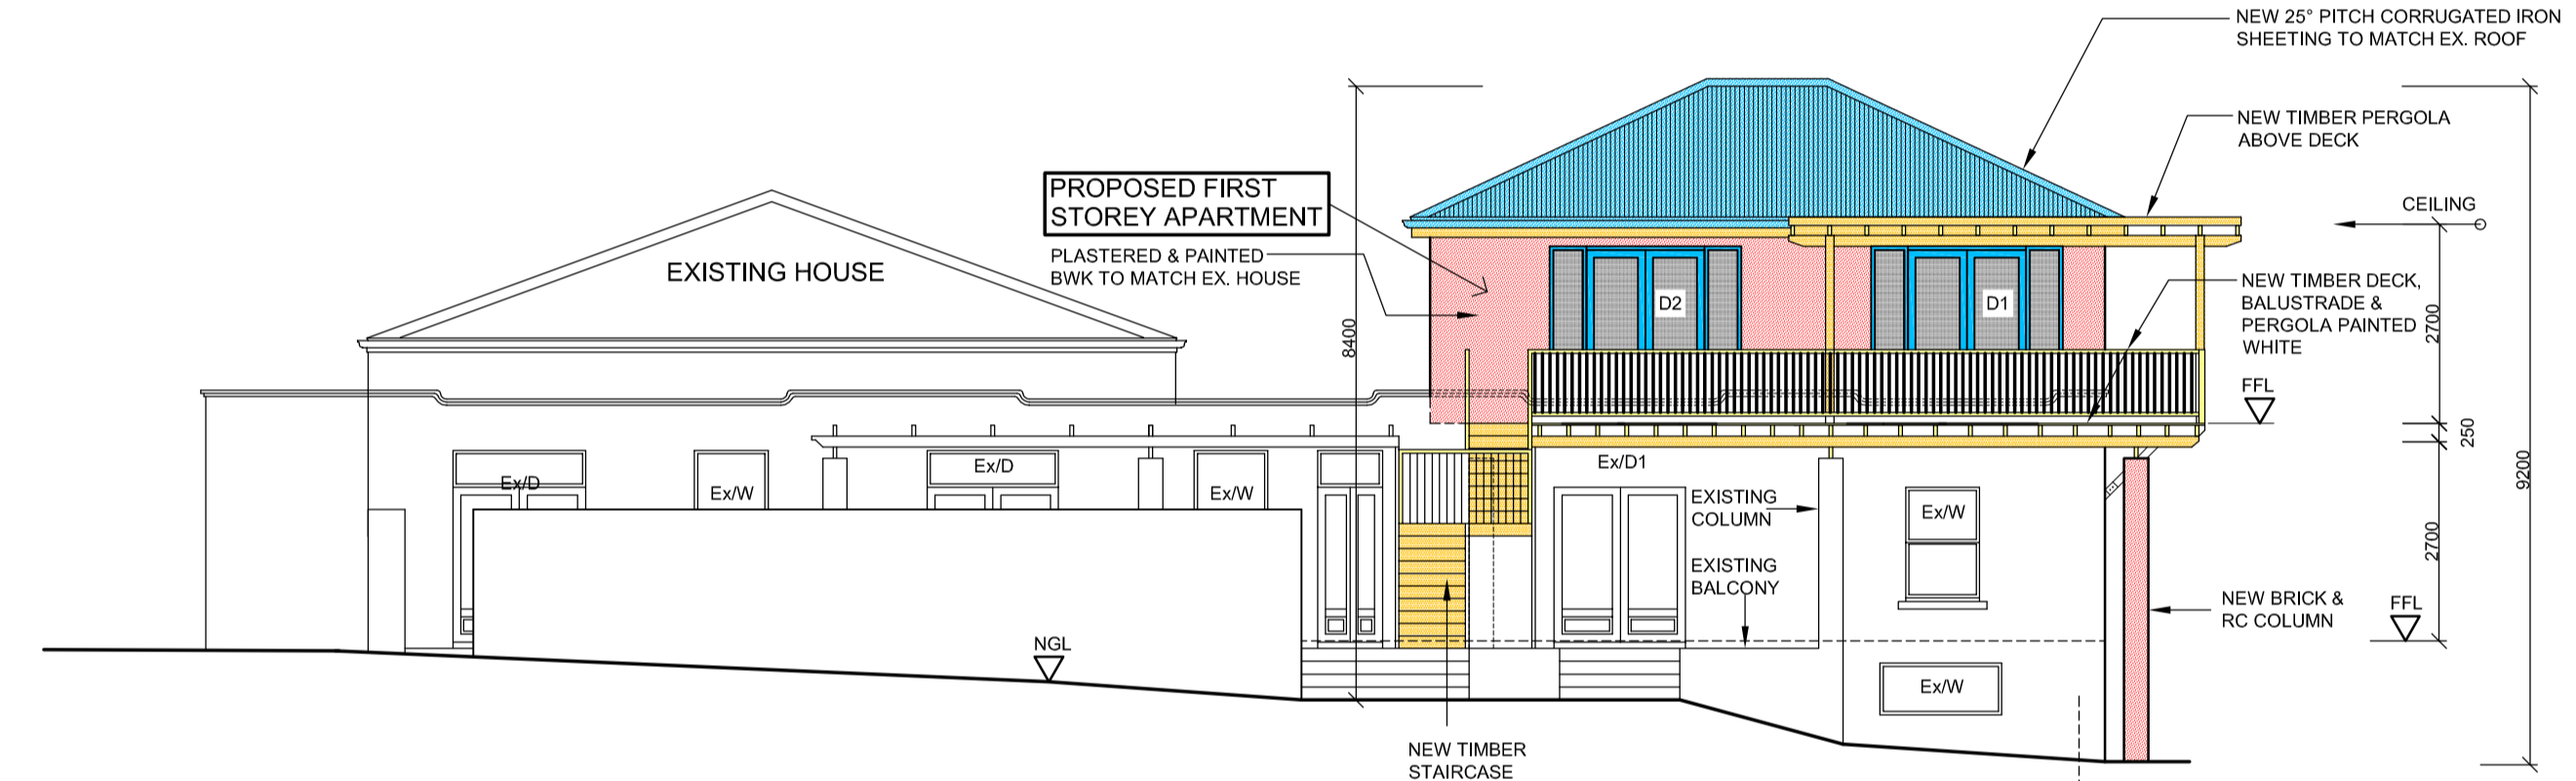 NEW 25° PITCH CORRUGATED IRON
SHEETING TO MATCH EX. ROOF
NEW TIMBER PERGOLA
ABOVE DECK
PROPOSED FIRST
STOREY APARTMENT
CEILING
PLASTERED & PAINTED
BWK TO MATCH EX. HOUSE
EXISTING HOUSE
NEW TIMBER DECK,
BALUSTRADE &
PERGOLA PAINTED
WHITE
D2
D1
8400
2700
FFL
250
9200
2700
Ex/D
Ex/W
Ex/D
Ex/W
Ex/D1
EXISTING
COLUMN
Ex/W
EXISTING
BALCONY
NEW BRICK &
RC COLUMN
FFL
NGL
Ex/W
NEW TIMBER
STAIRCASE